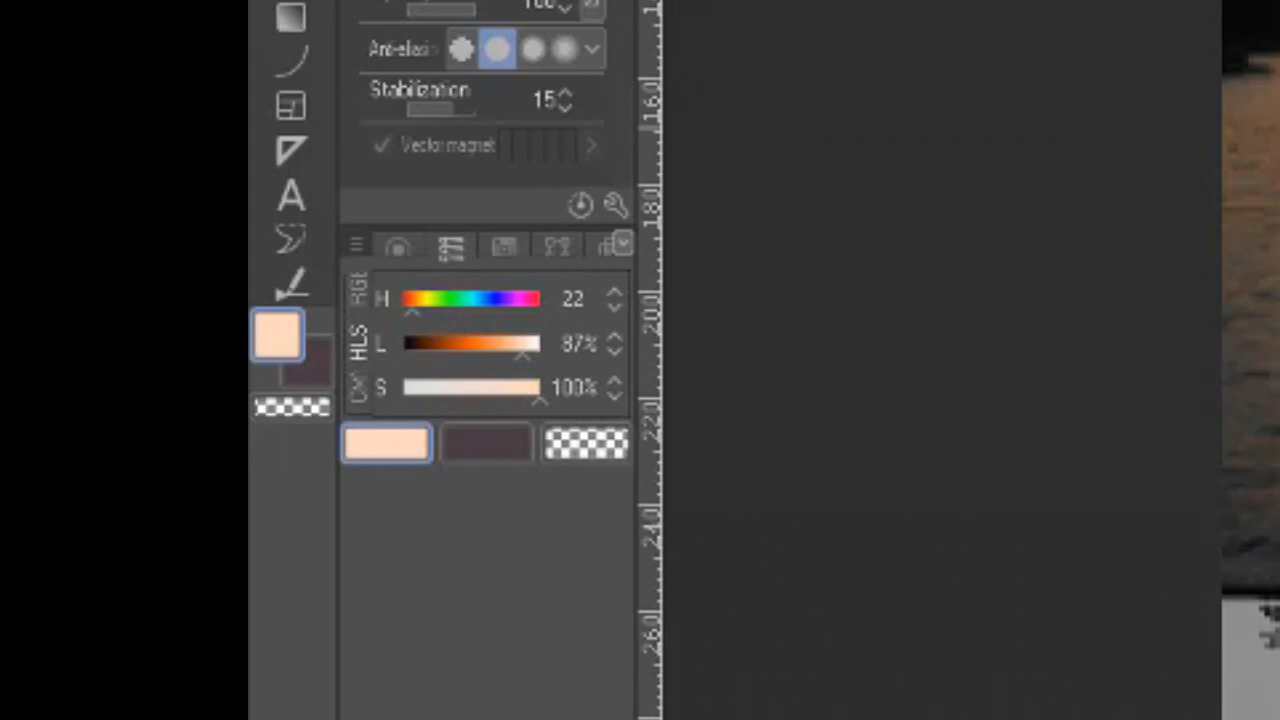 Anti-alias
Stabilization 15
Vector magnet
RGB
HLS
H 22
L 87%
S 100%
A
160
180
200
220
240
260